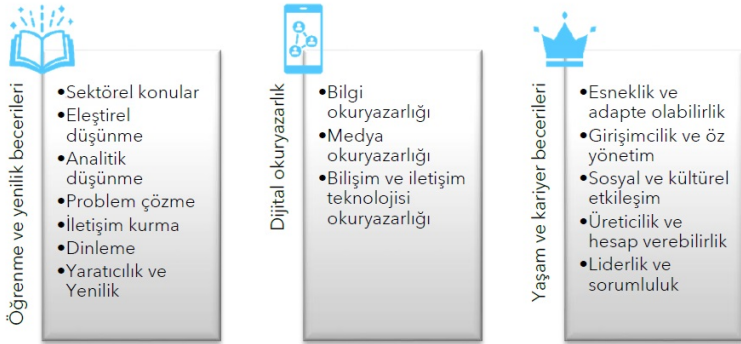 Öğrenme ve yenilik becerileri
•Sektörel konular
•Eleştirel
düşünme
•Analitik
düşünme
•Problem çözme
•İletişim kurma
•Dinleme
•Yaratıcılık ve
Yenilik
Dijital okuryazarlık
•Bilgi
okuryazarlığı
•Medya
okuryazarlığı
•Bilişim ve iletişim
teknolojisi
okuryazarlığı
Yaşam ve kariyer becerileri
•Esneklik ve
adapte olabilirlik
•Girişimcilik ve öz
yönetim
•Sosyal ve kültürel
etkileşim
•Üreticilik ve
hesap verebilirlik
•Liderlik ve
sorumluluk